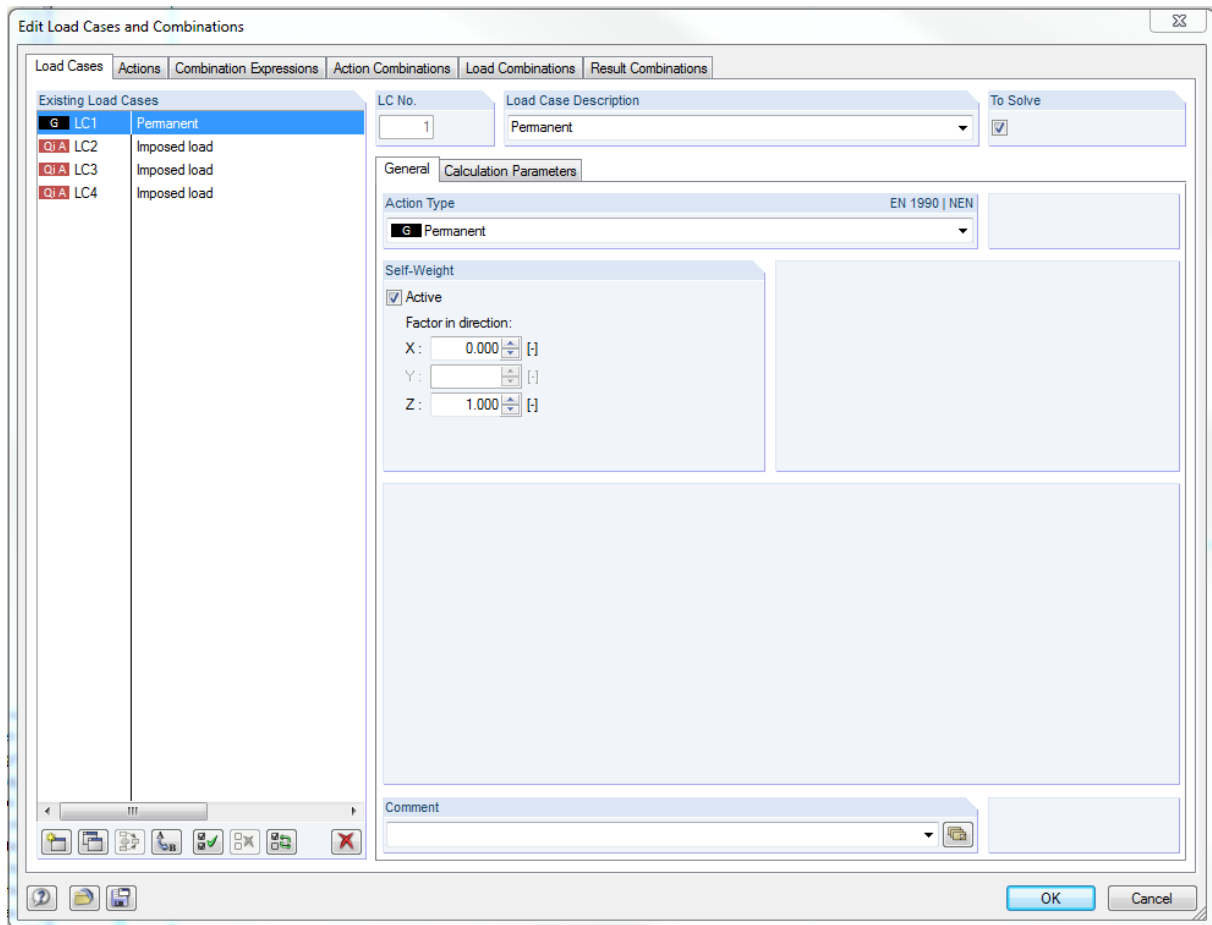 Edit Load Cases and Combinations
Load Cases Actions Combination Expressions Action Combinations Load Combinations Result Combinations
Existing Load Cases
G LC1 Permanent
Qi A LC2 Imposed load
Qi A LC3 Imposed load
Qi A LC4 Imposed load
LC No.
1
Load Case Description
Permanent
To Solve
General Calculation Parameters
Action Type EN 1990 | NEN
G Permanent
Self-Weight
Active
Factor in direction:
X : 0.000 [-]
Y : [-]
Z : 1.000 [-]
Comment
OK Cancel